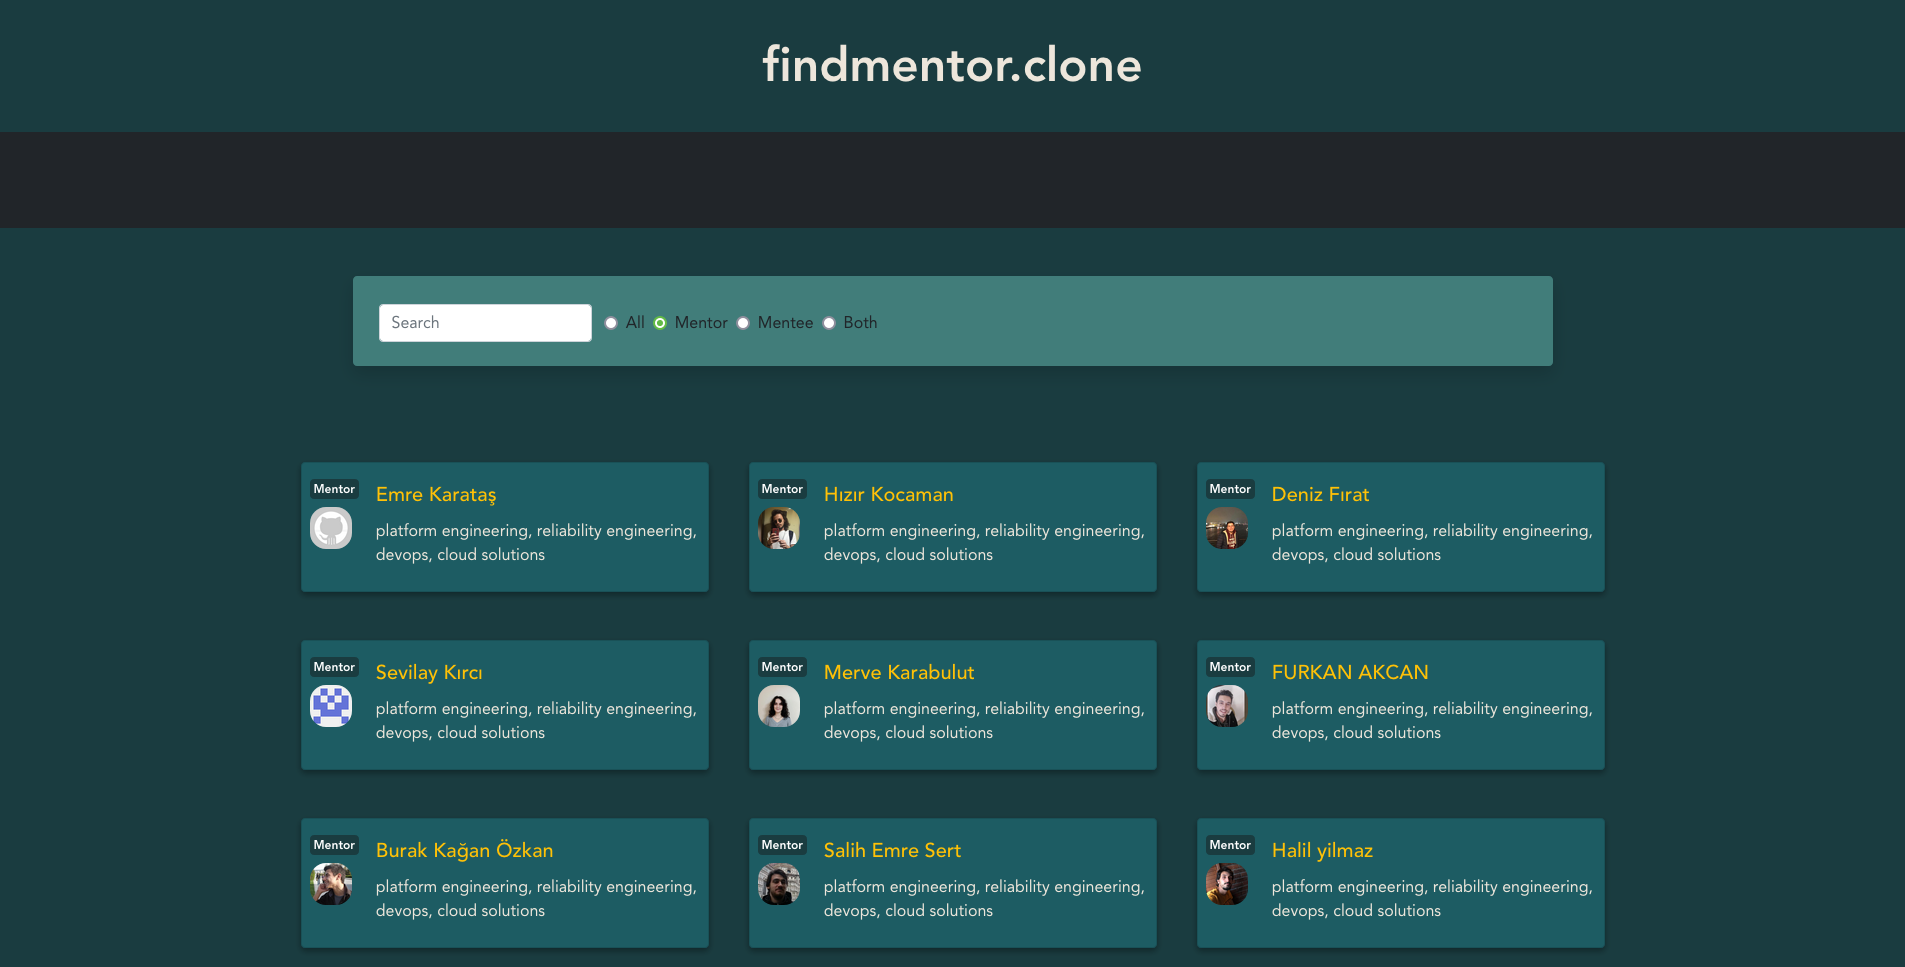 findmentor.clone
Search All Mentor Mentee Both
Mentor Emre Karataş
platform engineering, reliability engineering,
devops, cloud solutions
Mentor Hızır Kocaman
platform engineering, reliability engineering,
devops, cloud solutions
Mentor Deniz Fırat
platform engineering, reliability engineering,
devops, cloud solutions
Mentor Sevilay Kırcı
platform engineering, reliability engineering,
devops, cloud solutions
Mentor Merve Karabulut
platform engineering, reliability engineering,
devops, cloud solutions
Mentor FURKAN AKCAN
platform engineering, reliability engineering,
devops, cloud solutions
Mentor Burak Kağan Özkan
platform engineering, reliability engineering,
devops, cloud solutions
Mentor Salih Emre Sert
platform engineering, reliability engineering,
devops, cloud solutions
Mentor Halil yilmaz
platform engineering, reliability engineering,
devops, cloud solutions